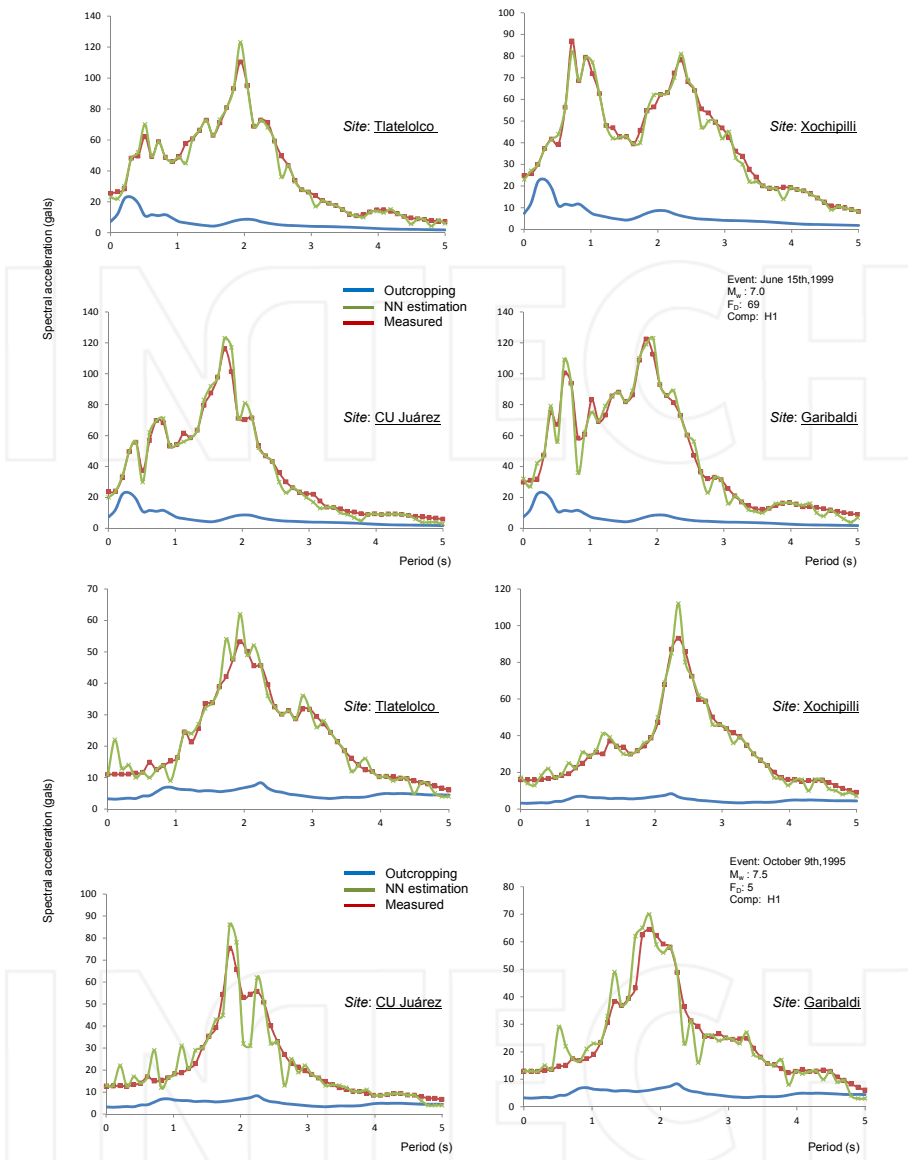 Spectral acceleration (gals)
140
120
100
80
60
40
20
0
0 1 2 3 4 5
Site: Tlatelolco
100
90
80
70
60
50
40
30
20
10
0
0 1 2 3 4 5
Site: Xochipilli
Outcropping
NN estimation
Measured
Event: June 15th,1999
Mw : 7.0
FD: 69
Comp: H1
140
120
100
80
60
40
20
0
0 1 2 3 4 5
Site: CU Juárez
Period (s)
140
120
100
80
60
40
20
0
0 1 2 3 4 5
Site: Garibaldi
Period (s)
Spectral acceleration (gals)
70
60
50
40
30
20
10
0
0 1 2 3 4 5
Site: Tlatelolco
120
100
80
60
40
20
0
0 1 2 3 4 5
Site: Xochipilli
Outcropping
NN estimation
Measured
Event: October 9th,1995
Mw : 7.5
FD: 5
Comp: H1
100
90
80
70
60
50
40
30
20
10
0
0 1 2 3 4 5
Site: CU Juárez
Period (s)
80
70
60
50
40
30
20
10
0
0 1 2 3 4 5
Site: Garibaldi
Period (s)
INTECH
INTECH